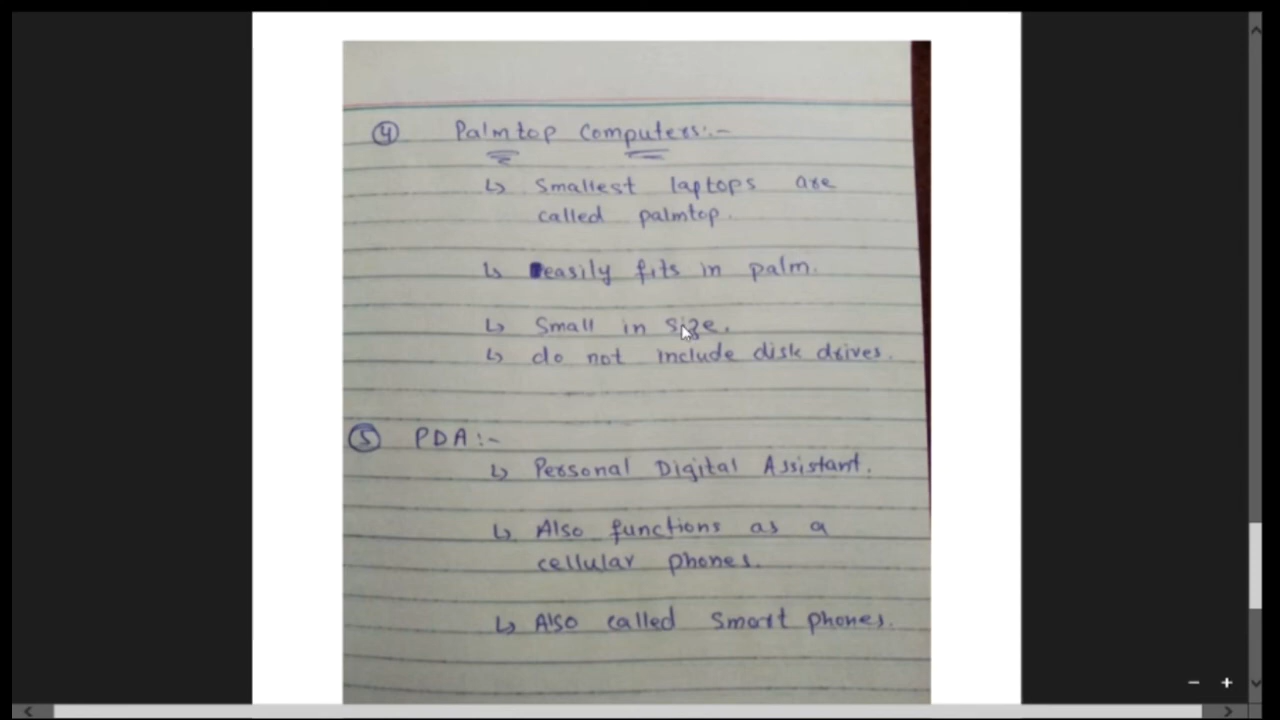 ④ Palmtop Computers:-
↳ Smallest laptops are
called palmtop.
↳ easily fits in palm.
↳ Small in size.
↳ do not include disk drives.
⑤ PDA:-
↳ Personal Digital Assistant.
↳ Also functions as a
cellular phones.
↳ Also called Smart phones.